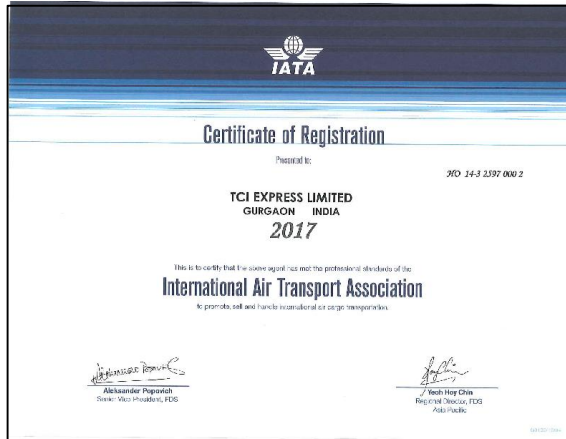 IATA
Certificate of Registration
Presented to:
HO 14-3 2597 000 2
TCI EXPRESS LIMITED
GURGAON INDIA
2017
This is to certify that the above agent has met the professional standards of the
International Air Transport Association
to promote, sell and handle international air cargo transportation.
Aleksander Popovich
Senior Vice President, FDS
Yeoh Hoy Chin
Regional Director, FDS
Asia Pacific